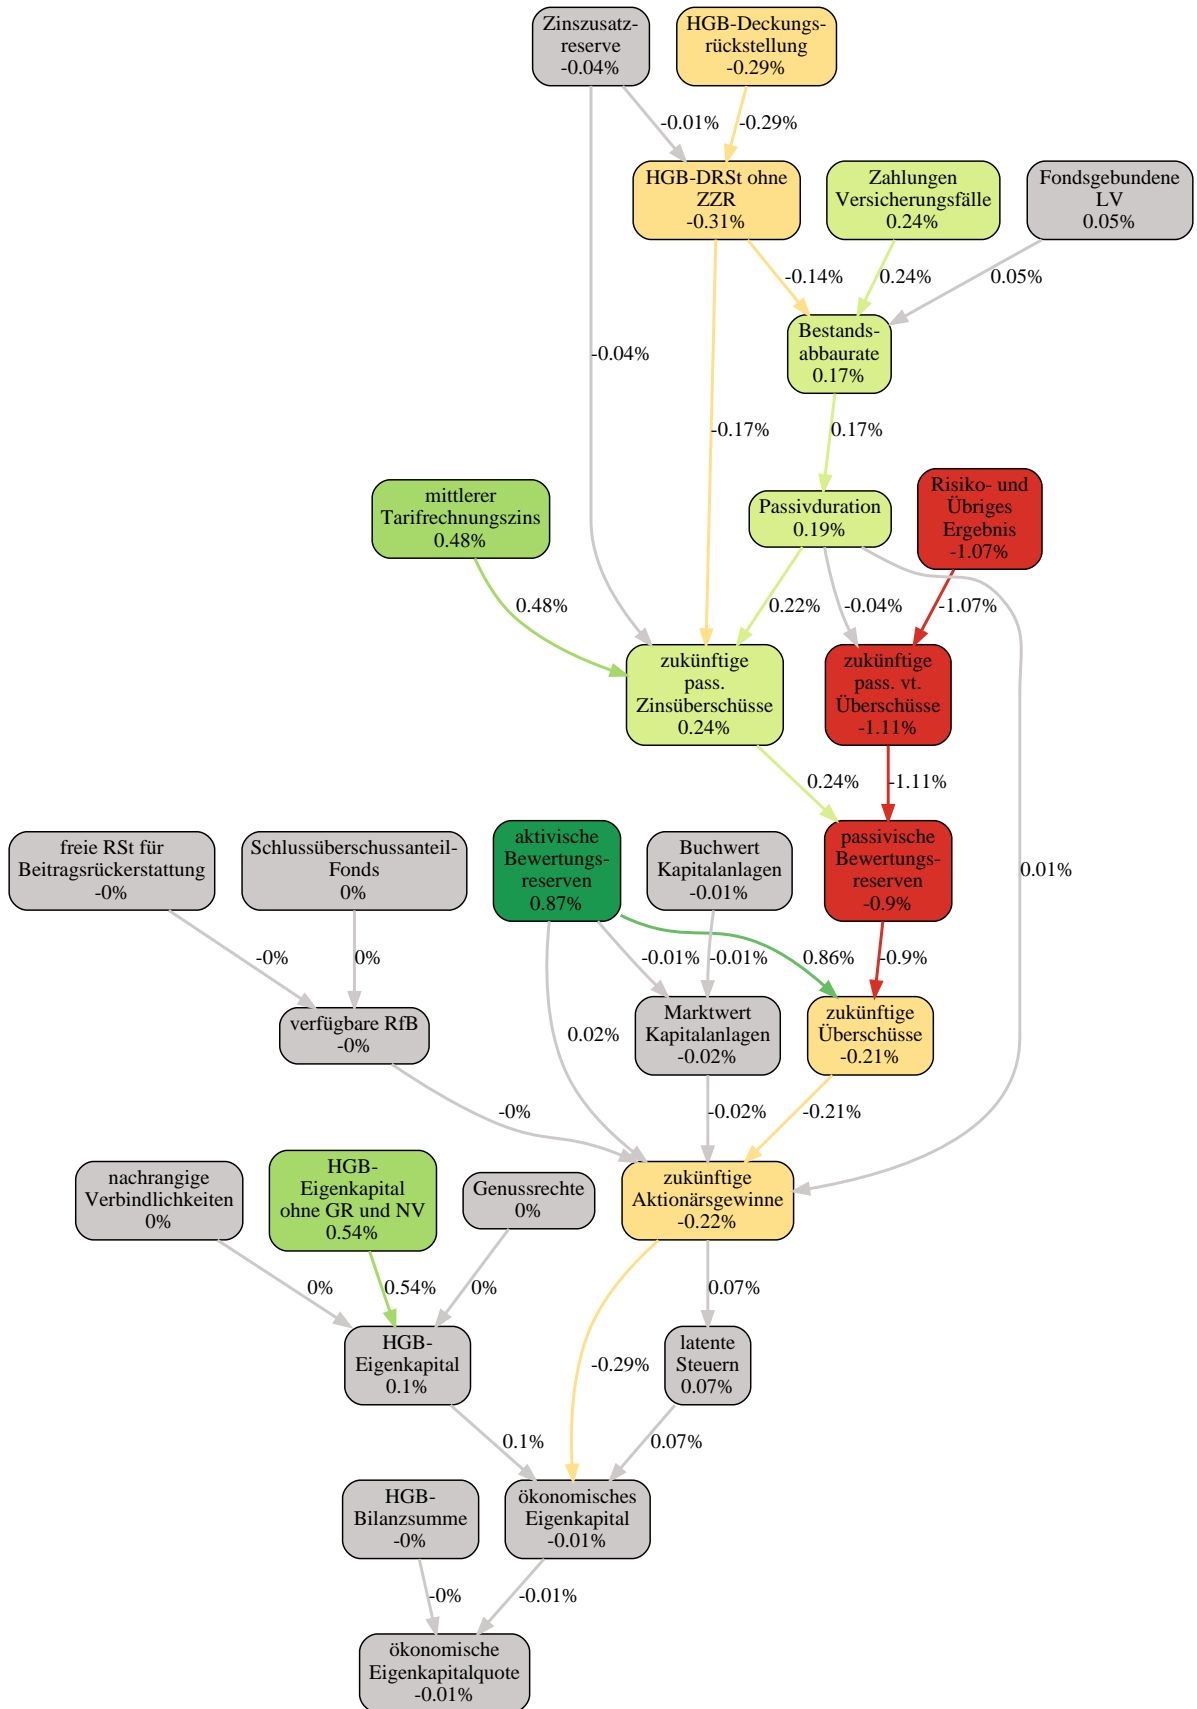 Zinszusatz-
reserve
-0.04%
HGB-Deckungs-
rückstellung
-0.29%
-0.01%
-0.29%
HGB-DRSt ohne
ZZR
-0.31%
Zahlungen
Versicherungsfälle
0.24%
Fondsgebundene
LV
0.05%
-0.14%
0.24%
0.05%
Bestands-
abbaurate
0.17%
-0.04%
-0.17%
0.17%
mittlerer
Tarifrechnungszins
0.48%
Passivduration
0.19%
Risiko- und
Übriges
Ergebnis
-1.07%
0.48%
0.22%
-0.04%
-1.07%
zukünftige
pass.
Zinsüberschüsse
0.24%
zukünftige
pass. vt.
Überschüsse
-1.11%
0.24%
-1.11%
freie RSt für
Beitragsrückerstattung
-0%
Schlussüberschussanteil-
Fonds
0%
aktivische
Bewertungs-
reserven
0.87%
Buchwert
Kapitalanlagen
-0.01%
passivische
Bewertungs-
reserven
-0.9%
0.01%
-0%
0%
-0.01%
-0.01%
0.86%
-0.9%
verfügbare RfB
-0%
0.02%
Marktwert
Kapitalanlagen
-0.02%
zukünftige
Überschüsse
-0.21%
-0%
-0.02%
-0.21%
nachrangige
Verbindlichkeiten
0%
HGB-
Eigenkapital
ohne GR und NV
0.54%
Genussrechte
0%
zukünftige
Aktionärsgewinne
-0.22%
0%
0.54%
0%
0.07%
HGB-
Eigenkapital
0.1%
-0.29%
latente
Steuern
0.07%
0.1%
0.07%
HGB-
Bilanzsumme
-0%
ökonomisches
Eigenkapital
-0.01%
-0%
-0.01%
ökonomische
Eigenkapitalquote
-0.01%